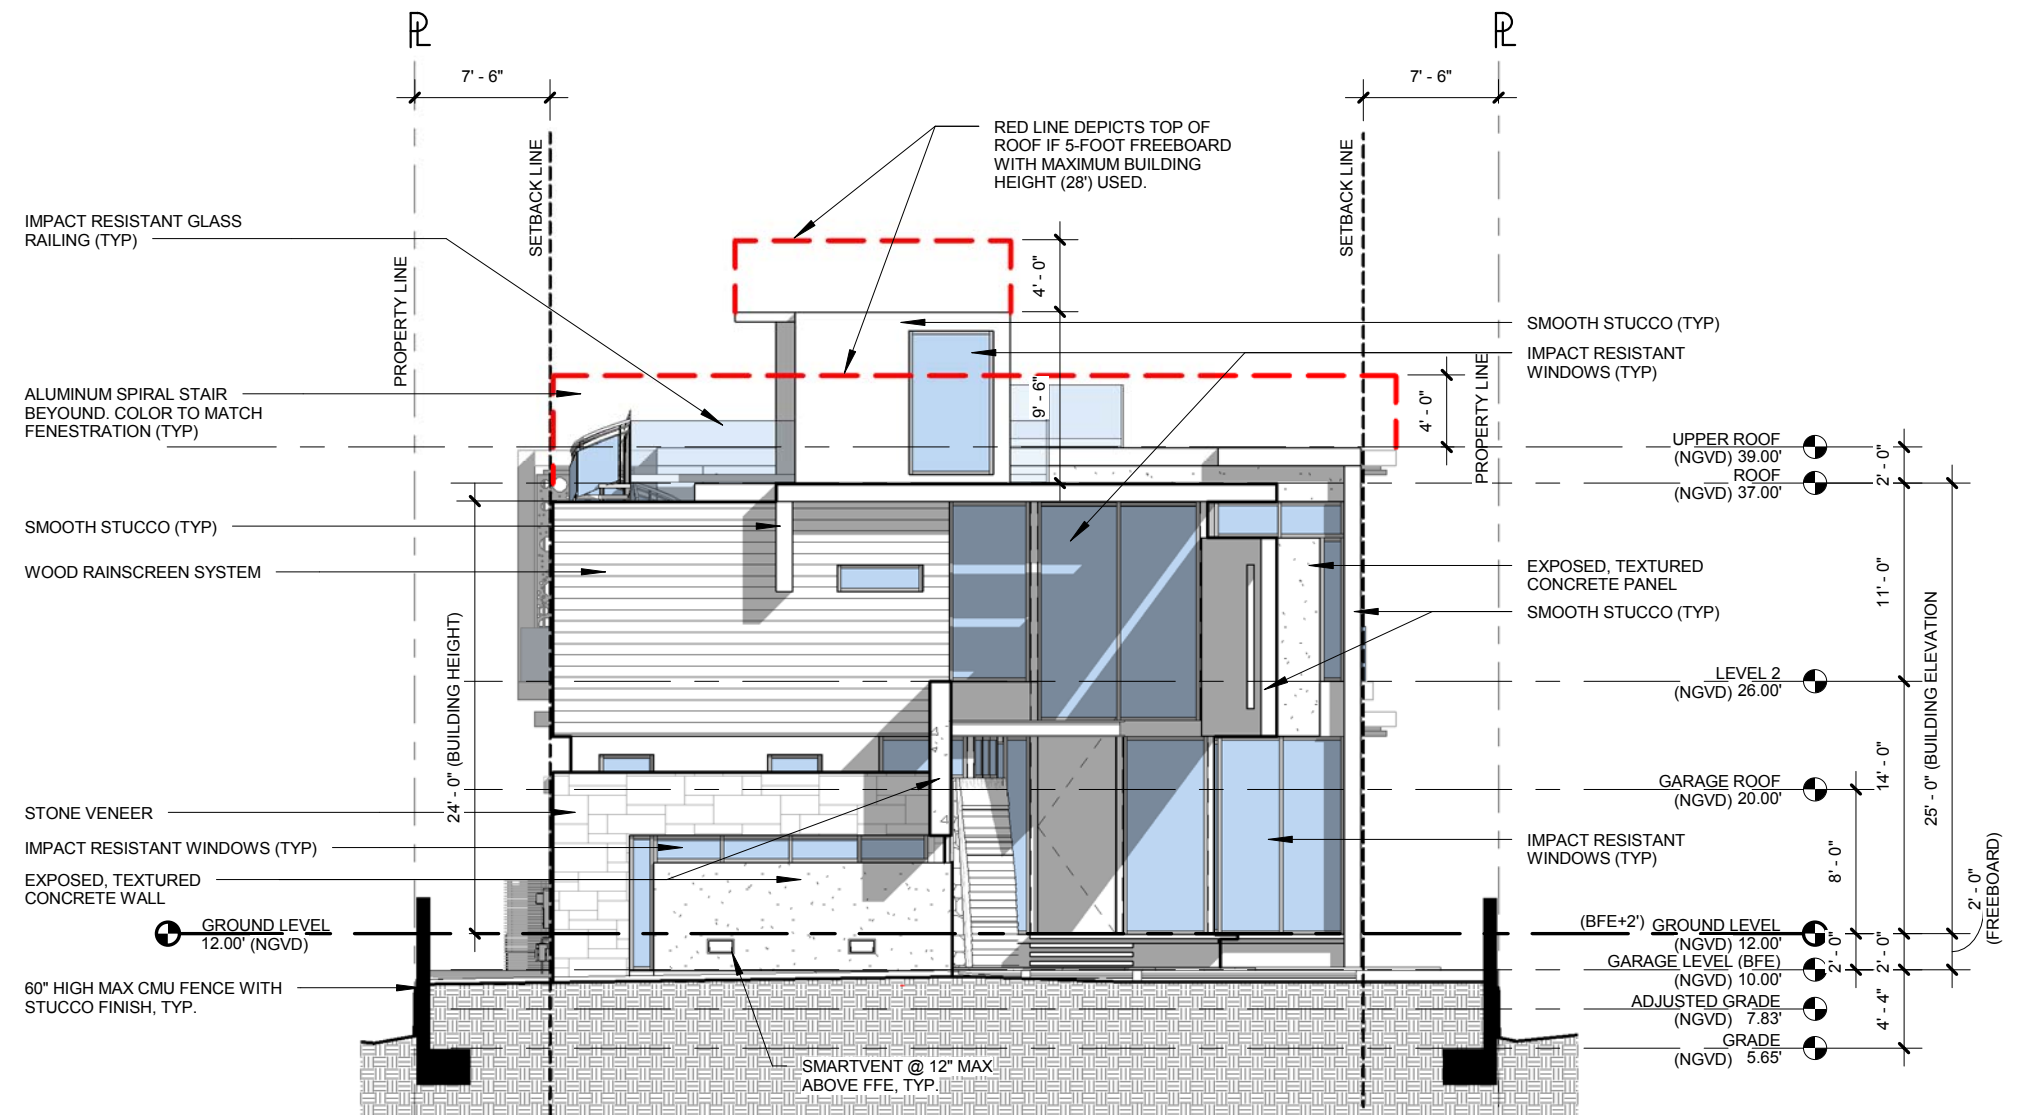 PL
PL
7' - 6"
7' - 6"
SETBACK LINE
SETBACK LINE
PROPERTY LINE
PROPERTY LINE
RED LINE DEPICTS TOP OF
ROOF IF 5-FOOT FREEBOARD
WITH MAXIMUM BUILDING
HEIGHT (28') USED.
IMPACT RESISTANT GLASS
RAILING (TYP)
ALUMINUM SPIRAL STAIR
BEYOUND. COLOR TO MATCH
FENESTRATION (TYP)
SMOOTH STUCCO (TYP)
WOOD RAINSCREEN SYSTEM
24' - 0" (BUILDING HEIGHT)
STONE VENEER
IMPACT RESISTANT WINDOWS (TYP)
EXPOSED, TEXTURED
CONCRETE WALL
GROUND LEVEL
12.00' (NGVD)
60" HIGH MAX CMU FENCE WITH
STUCCO FINISH, TYP.
SMARTVENT @ 12" MAX
ABOVE FFE, TYP.
4' - 0"
9' - 6"
4' - 0"
SMOOTH STUCCO (TYP)
IMPACT RESISTANT
WINDOWS (TYP)
EXPOSED, TEXTURED
CONCRETE PANEL
SMOOTH STUCCO (TYP)
IMPACT RESISTANT
WINDOWS (TYP)
UPPER ROOF
(NGVD) 39.00'
ROOF
(NGVD) 37.00'
LEVEL 2
(NGVD) 26.00'
GARAGE ROOF
(NGVD) 20.00'
(BFE+2') GROUND LEVEL
(NGVD) 12.00'
GARAGE LEVEL (BFE)
(NGVD) 10.00'
ADJUSTED GRADE
(NGVD) 7.83'
GRADE
(NGVD) 5.65'
2' - 0"
11' - 0"
14' - 0"
8' - 0"
2' - 0"
2' - 0"
4' - 4"
25' - 0" (BUILDING ELEVATION
2' - 0"
(FREEBOARD)